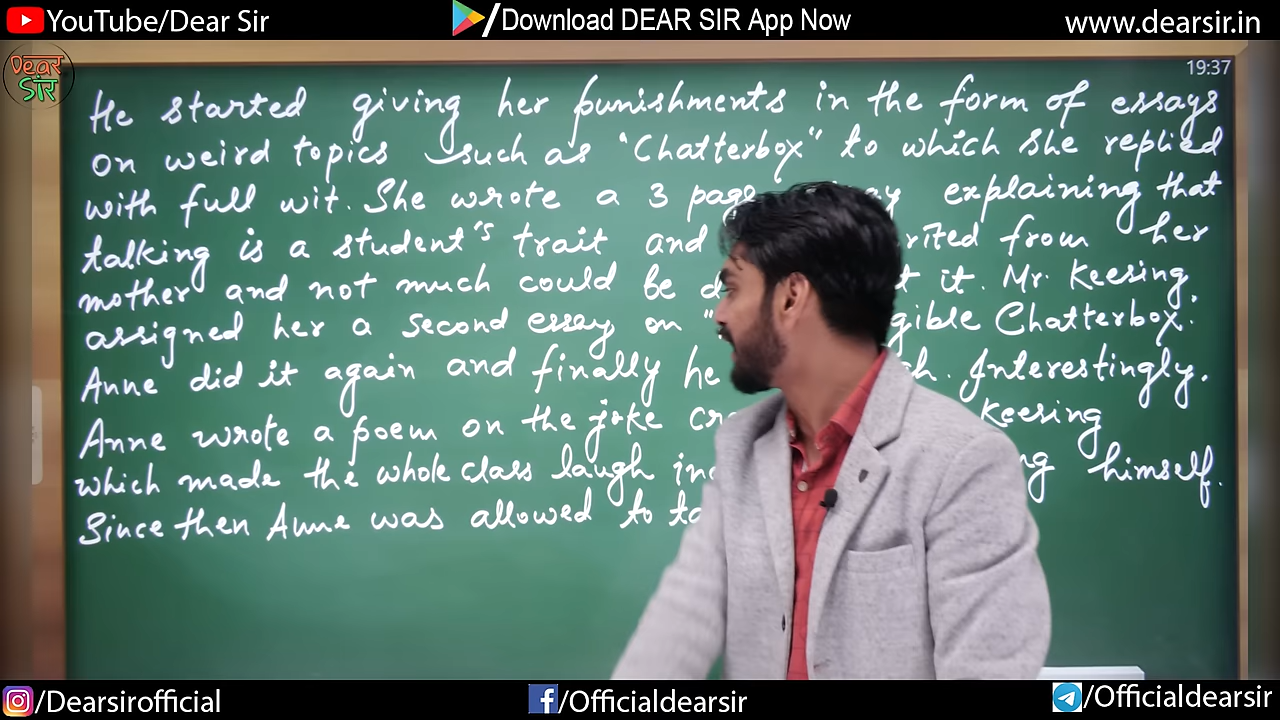 YouTube/Dear Sir
/Download DEAR SIR App Now
www.dearsir.in
Dear Sir
19:37
He started giving her punishments in the form of essays
on weird topics such as "Chatterbox" to which she replied
with full wit. She wrote a 3 page explaining that
talking is a student's trait and from her
mother and not much could be it. Mr. Keesing,
assigned her a second essay on Chatterbox.
Anne did it again and finally he Interestingly,
Anne wrote a poem on the joke Keesing
which made the whole class laugh himself.
Since then Anne was allowed to
/Dearsirofficial
/Officialdearsir
/Officialdearsir